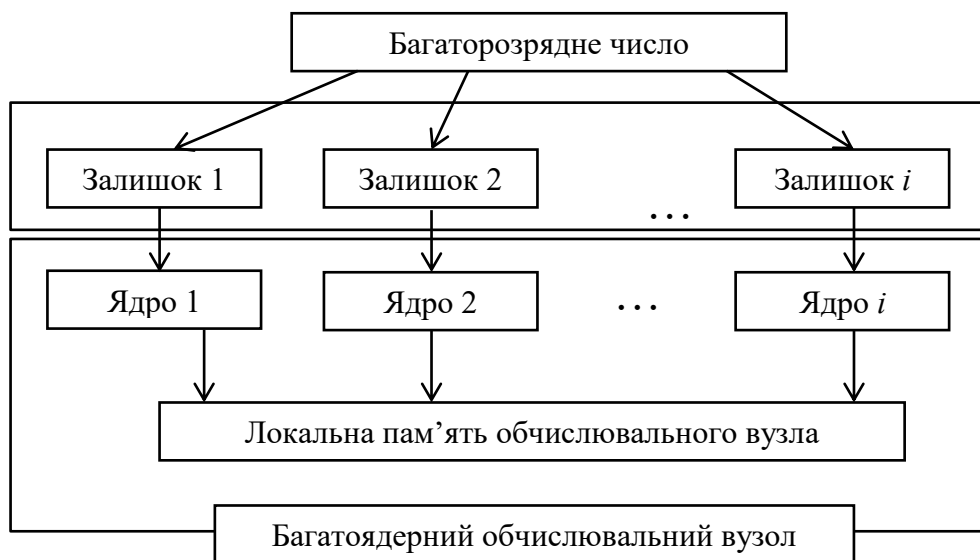 Багаторозрядне число
Залишок 1 Залишок 2 ... Залишок i
Ядро 1 Ядро 2 ... Ядро i
Локальна пам’ять обчислювального вузла
Багатоядерний обчислювальний вузол